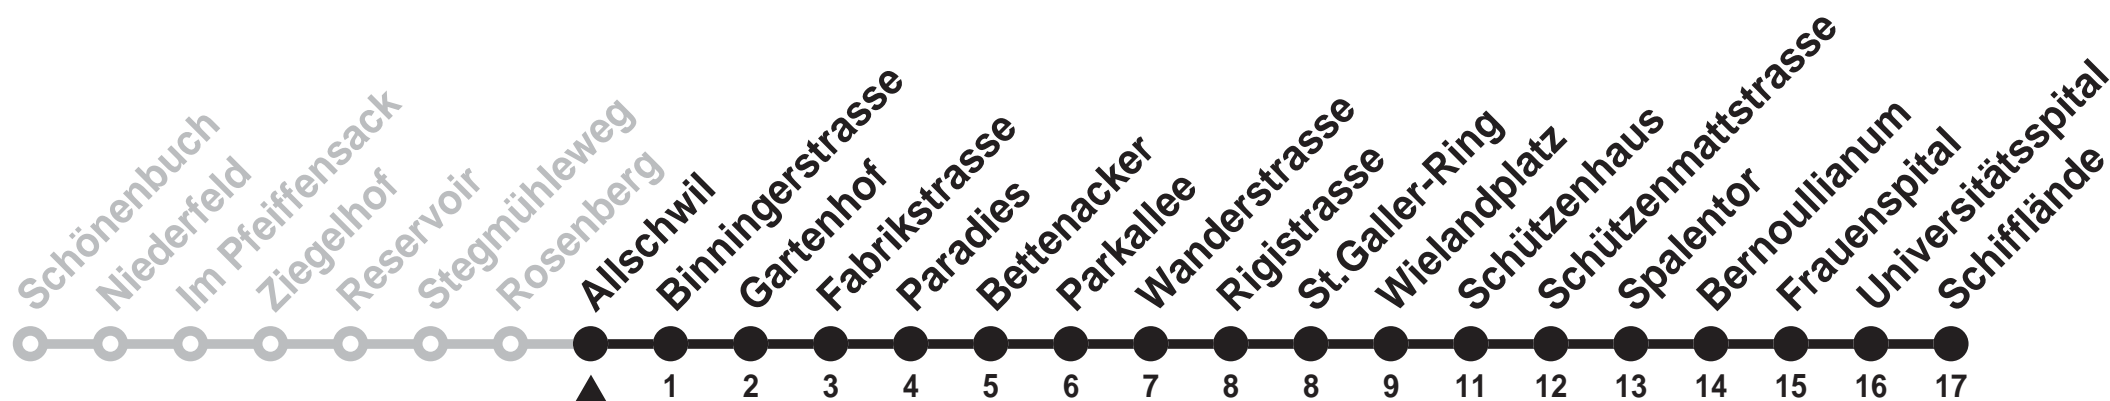 Schönenbuch
Niederfeld
Im Pfeiffensack
Ziegelhof
Reservoir
Stegmühleweg
Rosenberg
Allschwil
Binningerstrasse
Gartenhof
Fabrikstrasse
Paradies
Bettenacker
Parkallee
Wanderstrasse
Rigistrasse
St.Galler-Ring
Wielandplatz
Schützenhaus
Schützenmattstrasse
Spalentor
Bernoullianum
Frauenspital
Universitätsspital
Schifflände
1 2 3 4 5 6 7 8 8 9 11 12 13 14 15 16 17